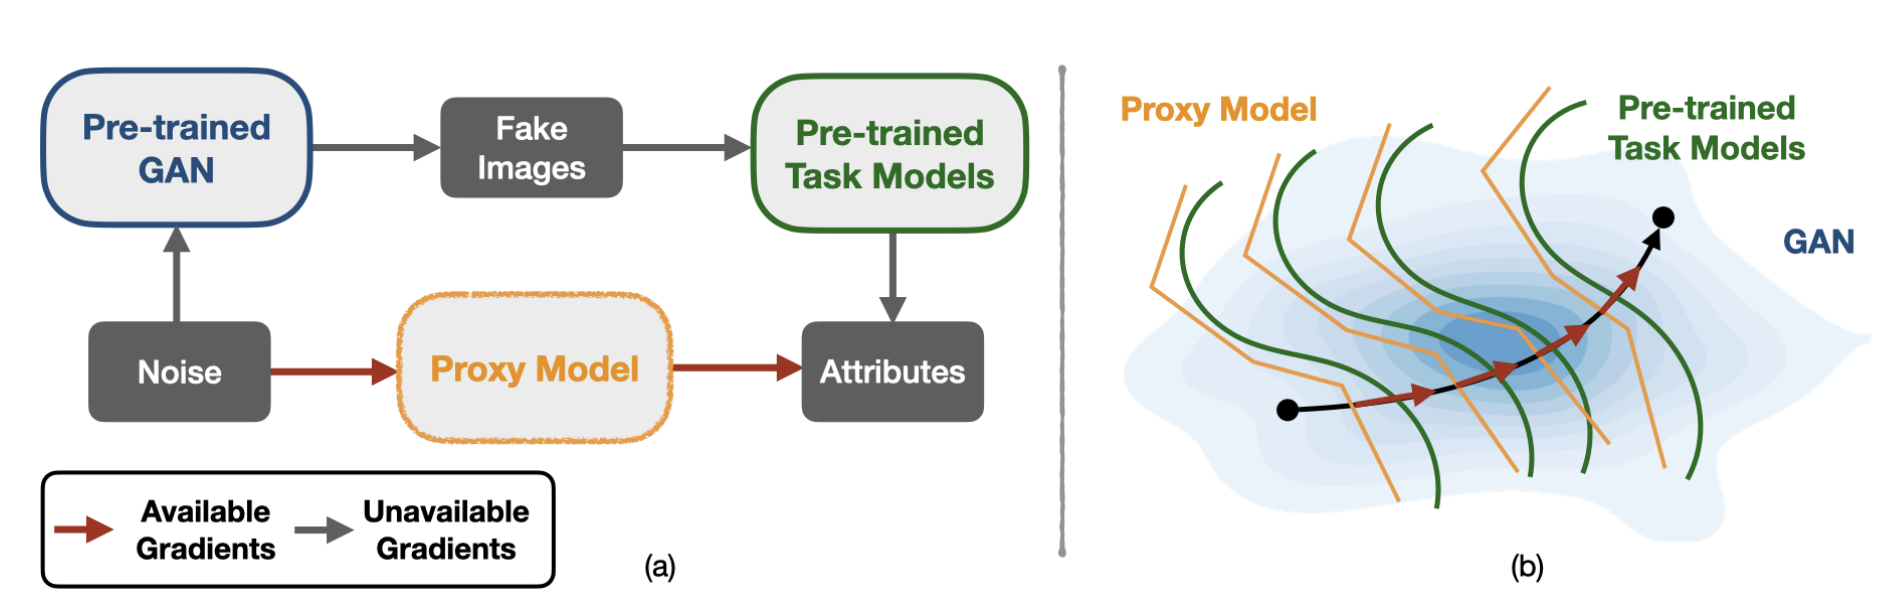 Pre-trained
GAN
Fake
Images
Pre-trained
Task Models
Noise
Proxy Model
Attributes
Available
Gradients
Unavailable
Gradients
(a)
Proxy Model
Pre-trained
Task Models
GAN
(b)